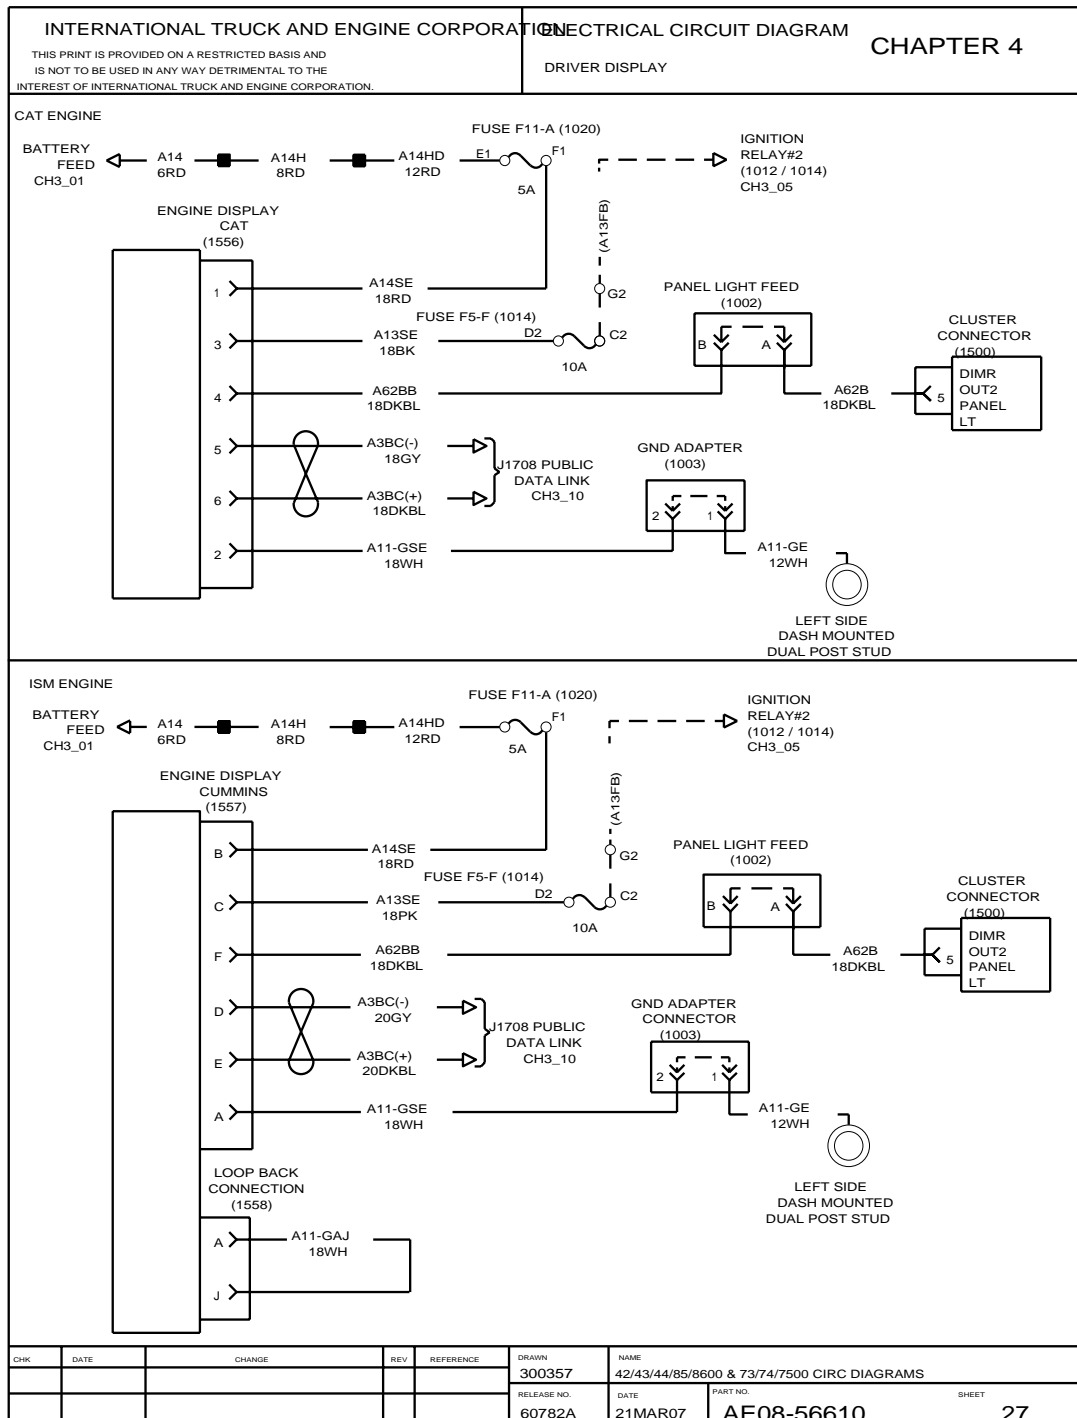 INTERNATIONAL TRUCK AND ENGINE CORPORATION
THIS PRINT IS PROVIDED ON A RESTRICTED BASIS AND
IS NOT TO BE USED IN ANY WAY DETRIMENTAL TO THE
INTEREST OF INTERNATIONAL TRUCK AND ENGINE CORPORATION.
ELECTRICAL CIRCUIT DIAGRAM
DRIVER DISPLAY
CHAPTER 4
CAT ENGINE
BATTERY
FEED
CH3_01
A14
6RD
A14H
8RD
A14HD
12RD
FUSE F11-A (1020)
E1
F1
5A
IGNITION
RELAY#2
(1012 / 1014)
CH3_05
(A13FB)
G2
ENGINE DISPLAY
CAT
(1556)
1
A14SE
18RD
FUSE F5-F (1014)
3
A13SE
18BK
D2
C2
10A
PANEL LIGHT FEED
(1002)
B
A
4
A62BB
18DKBL
A62B
18DKBL
CLUSTER
CONNECTOR
(1500)
5
DIMR
OUT2
PANEL
LT
5
A3BC(-)
18GY
6
A3BC(+)
18DKBL
J1708 PUBLIC
DATA LINK
CH3_10
GND ADAPTER
(1003)
2
1
2
A11-GSE
18WH
A11-GE
12WH
LEFT SIDE
DASH MOUNTED
DUAL POST STUD
ISM ENGINE
BATTERY
FEED
CH3_01
A14
6RD
A14H
8RD
A14HD
12RD
FUSE F11-A (1020)
F1
5A
IGNITION
RELAY#2
(1012 / 1014)
CH3_05
(A13FB)
G2
ENGINE DISPLAY
CUMMINS
(1557)
B
A14SE
18RD
FUSE F5-F (1014)
C
A13SE
18PK
D2
C2
10A
PANEL LIGHT FEED
(1002)
B
A
F
A62BB
18DKBL
A62B
18DKBL
CLUSTER
CONNECTOR
(1500)
5
DIMR
OUT2
PANEL
LT
D
A3BC(-)
20GY
E
A3BC(+)
20DKBL
J1708 PUBLIC
DATA LINK
CH3_10
GND ADAPTER
CONNECTOR
(1003)
2
1
A
A11-GSE
18WH
A11-GE
12WH
LEFT SIDE
DASH MOUNTED
DUAL POST STUD
LOOP BACK
CONNECTION
(1558)
A
A11-GAJ
18WH
J
CHK
DATE
CHANGE
REV
REFERENCE
DRAWN
300357
NAME
42/43/44/85/8600 & 73/74/7500 CIRC DIAGRAMS
RELEASE NO.
60782A
DATE
21MAR07
PART NO.
AE08-56610
SHEET
27